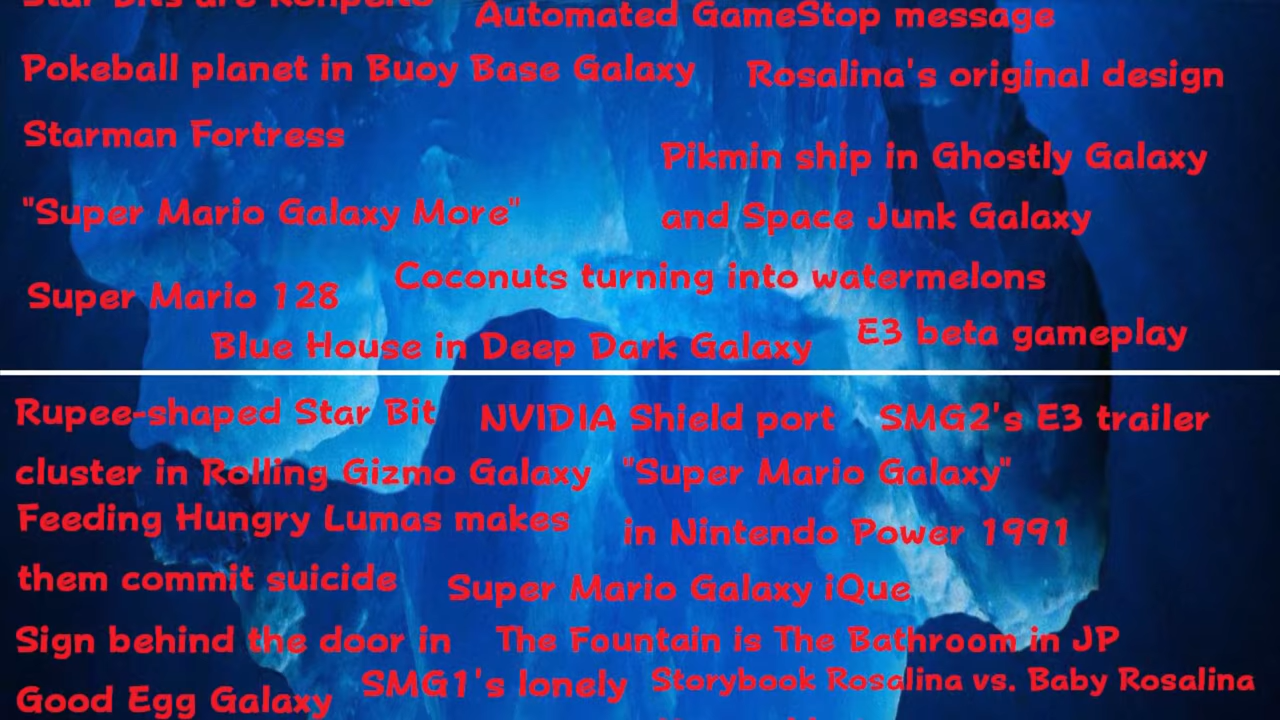 Star Bits are Konpeito
Automated GameStop message
Pokeball planet in Buoy Base Galaxy
Rosalina's original design
Starman Fortress
Pikmin ship in Ghostly Galaxy
and Space Junk Galaxy
"Super Mario Galaxy More"
Coconuts turning into watermelons
Super Mario 128
E3 beta gameplay
Blue House in Deep Dark Galaxy
Rupee-shaped Star Bit
cluster in Rolling Gizmo Galaxy
NVIDIA Shield port
SMG2's E3 trailer
"Super Mario Galaxy"
in Nintendo Power 1991
Feeding Hungry Lumas makes
them commit suicide
Super Mario Galaxy iQue
Sign behind the door in
Good Egg Galaxy
The Fountain is The Bathroom in JP
SMG1's lonely
Storybook Rosalina vs. Baby Rosalina